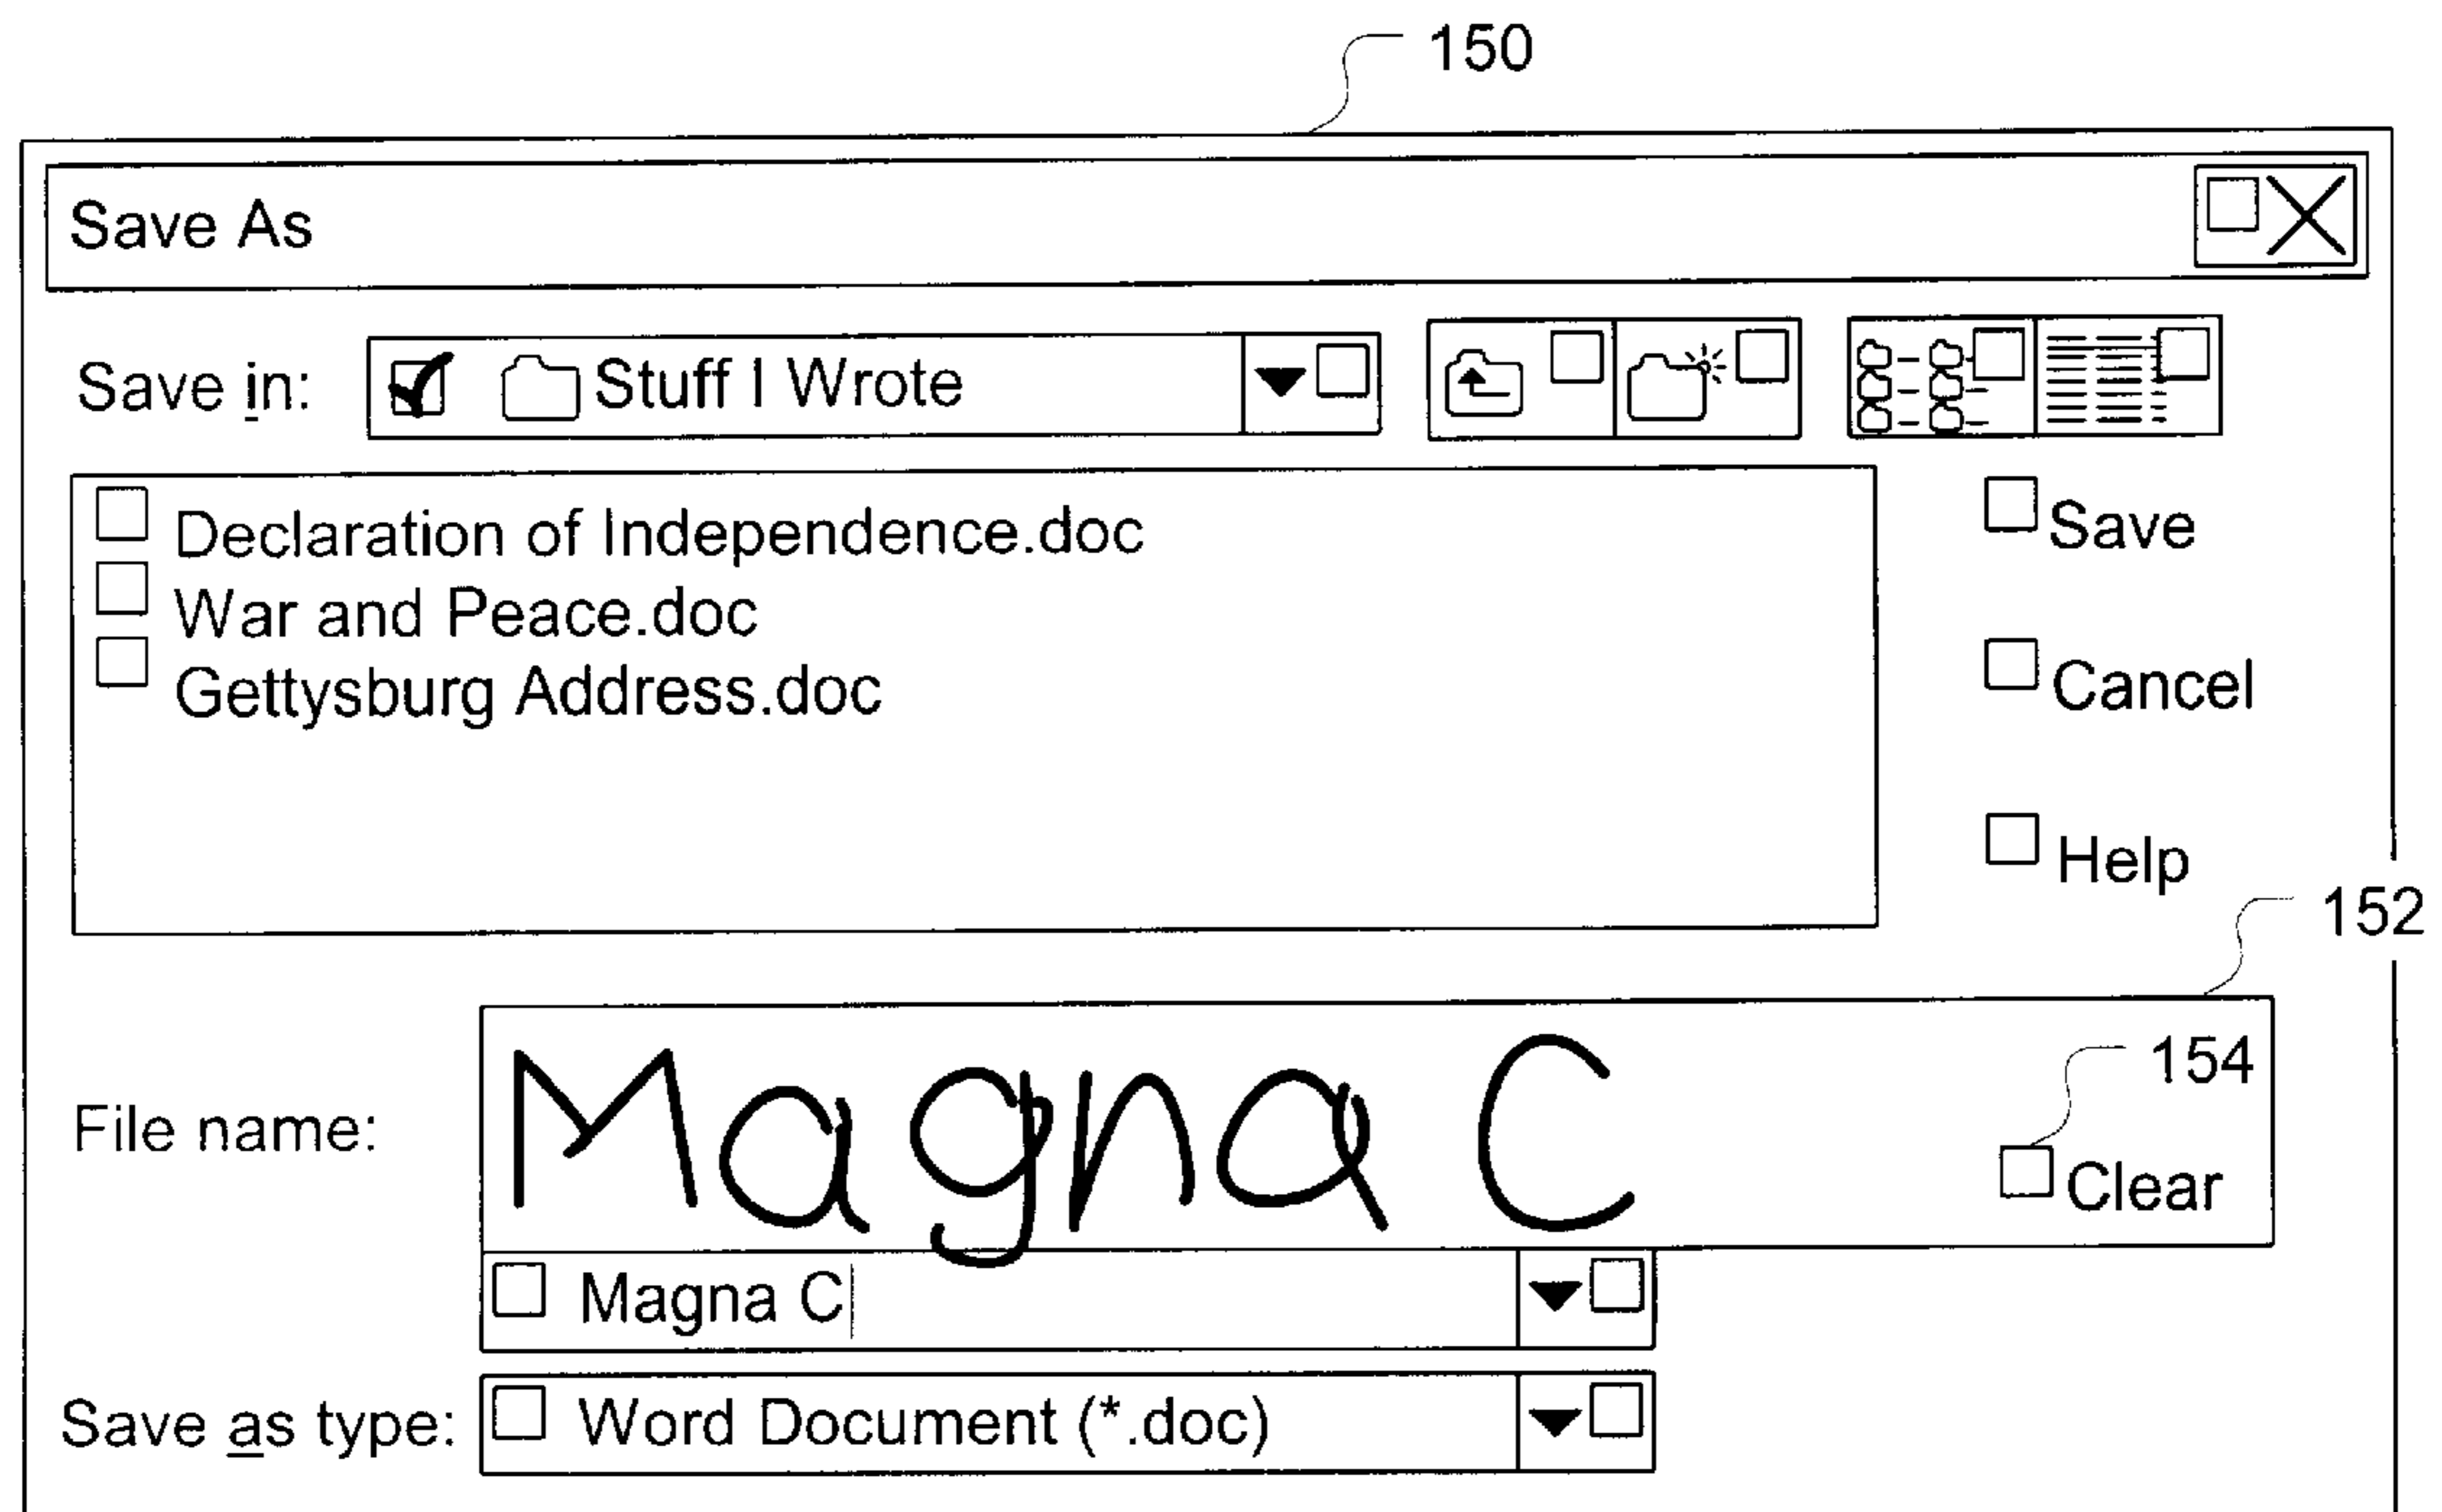 150
Save As
Save in: Stuff I Wrote
Declaration of Independence.doc
War and Peace.doc
Gettysburg Address.doc
Save
Cancel
Help
152
Magna C
154
File name:
Clear
Magna C
Save as type: Word Document (*.doc)